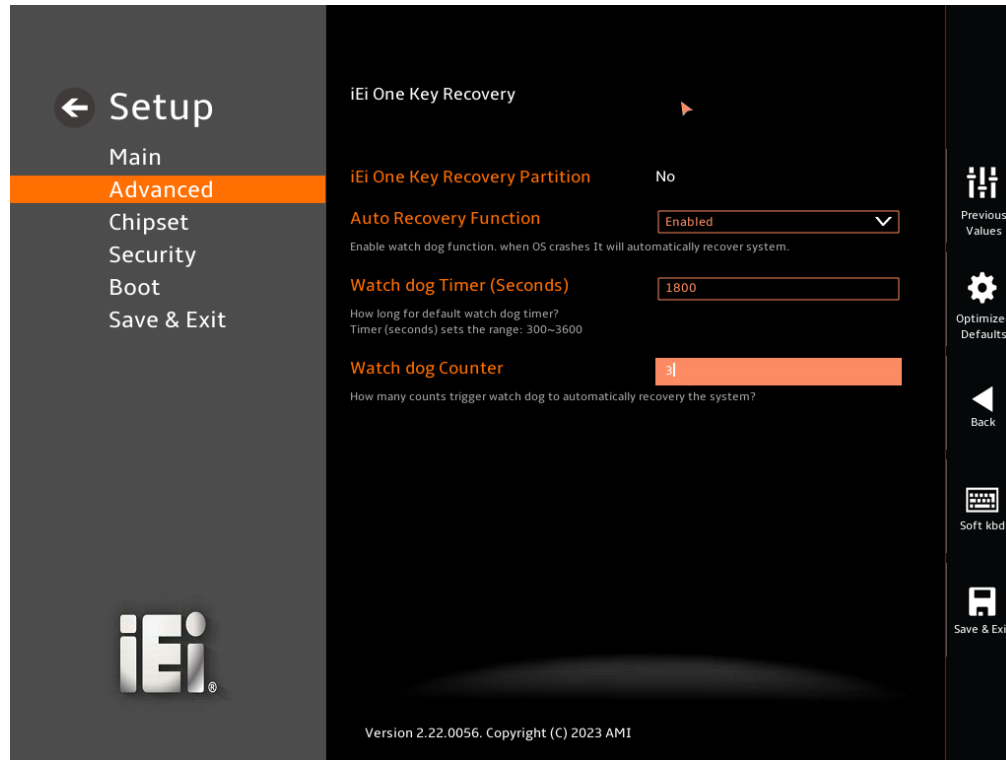 Setup
Main
Advanced
Chipset
Security
Boot
Save & Exit
iEi One Key Recovery
iEi One Key Recovery Partition No
Auto Recovery Function Enabled
Enable watch dog function. when OS crashes It will automatically recover system.
Watch dog Timer (Seconds) 1800
How long for default watch dog timer?
Timer (seconds) sets the range: 300~3600
Watch dog Counter 3
How many counts trigger watch dog to automatically recovery the system?
Previous
Values
Optimize
Defaults
Back
Soft kbd
Save & Exi
iEi®
Version 2.22.0056. Copyright (C) 2023 AMI